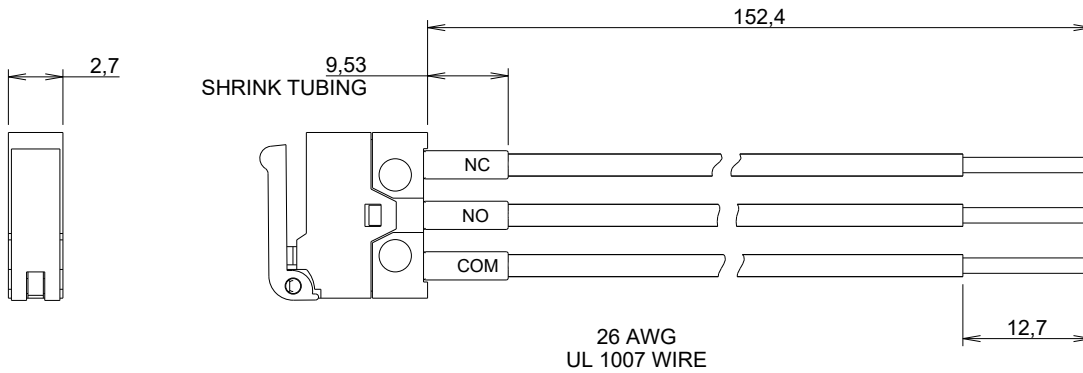 152,4
2,7
9,53
SHRINK TUBING
NC
NO
COM
12,7
26 AWG
UL 1007 WIRE